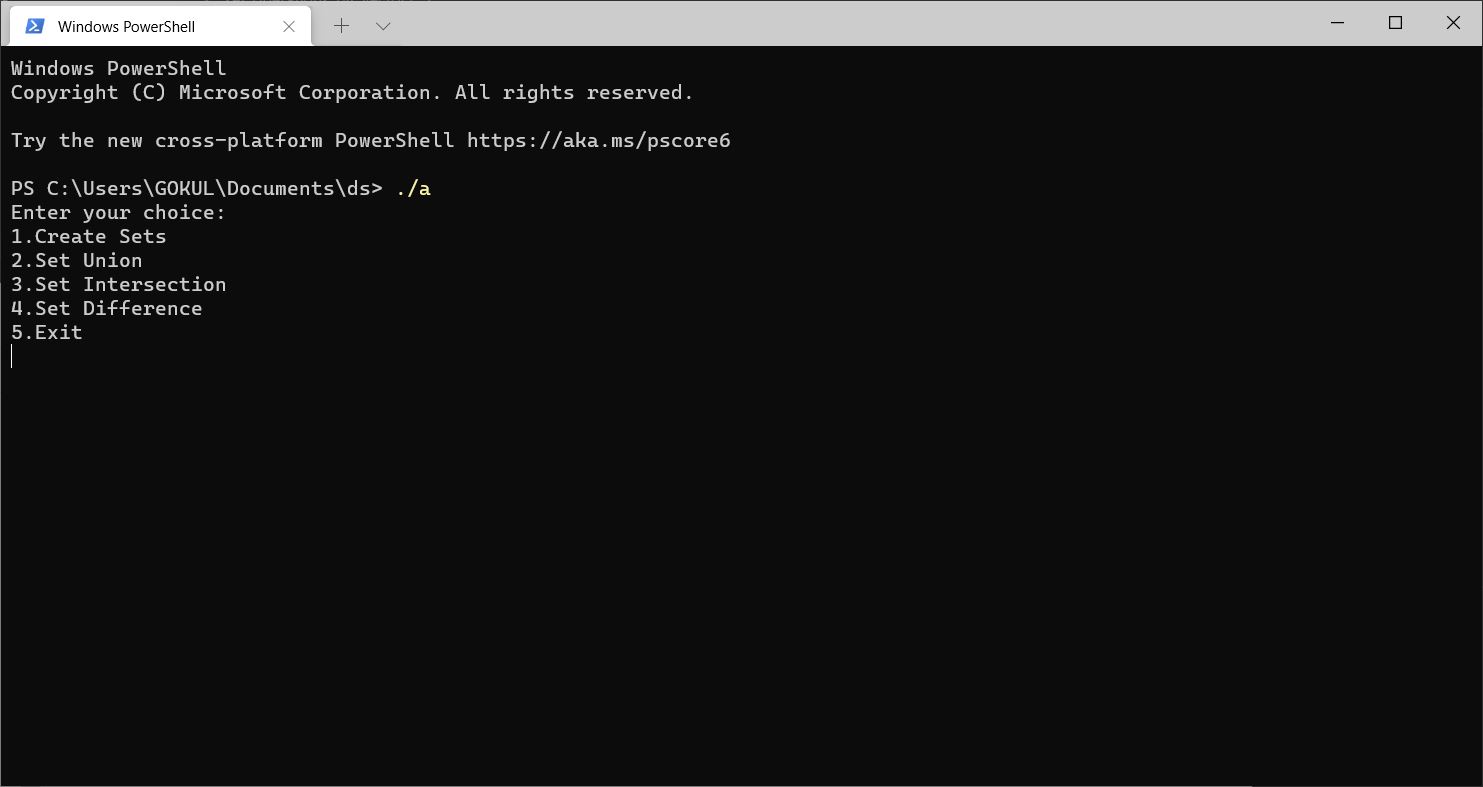 Windows PowerShell
Windows PowerShell
Copyright (C) Microsoft Corporation. All rights reserved.
Try the new cross-platform PowerShell https://aka.ms/pscore6
PS C:\Users\GOKUL\Documents\ds> ./a
Enter your choice:
1.Create Sets
2.Set Union
3.Set Intersection
4.Set Difference
5.Exit